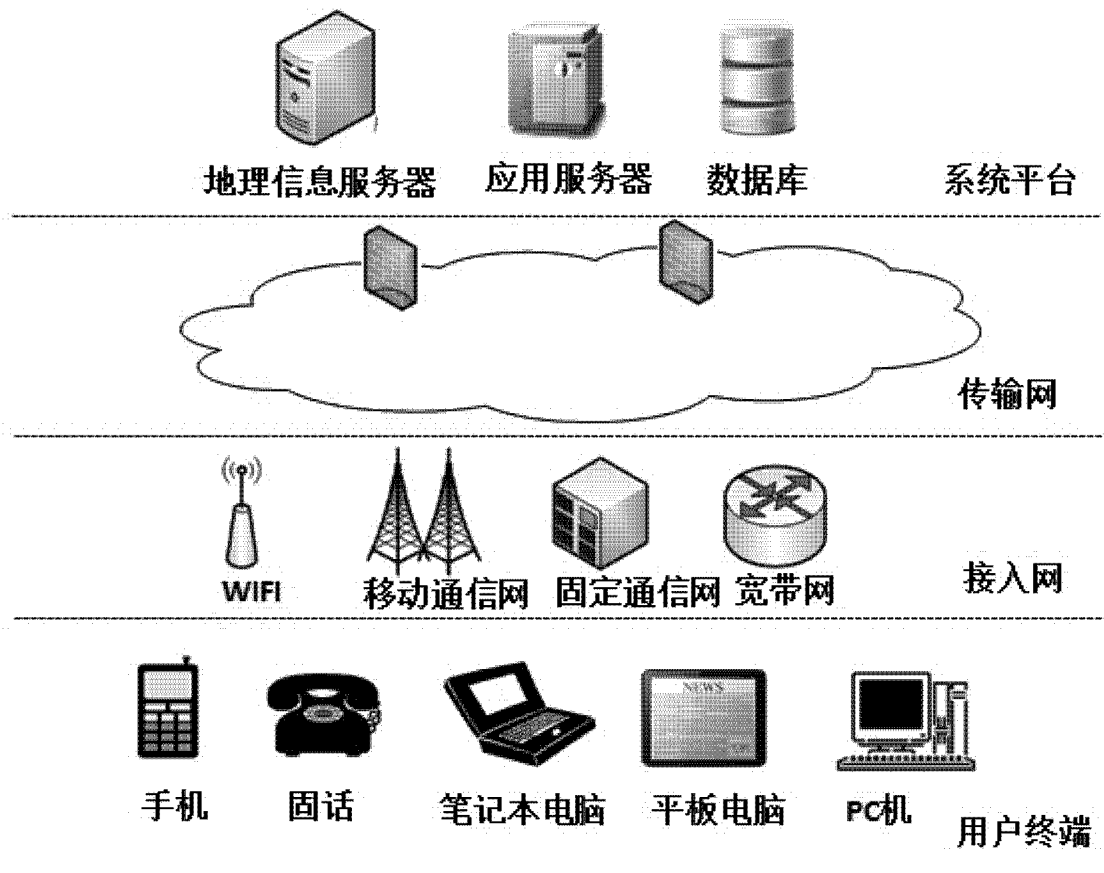 地理信息服务器 应用服务器 数据库 系统平台
传输网
WIFI 移动通信网 固定通信网 宽带网 接入网
NEWS
手机 固话 笔记本电脑 平板电脑 PC机 用户终端